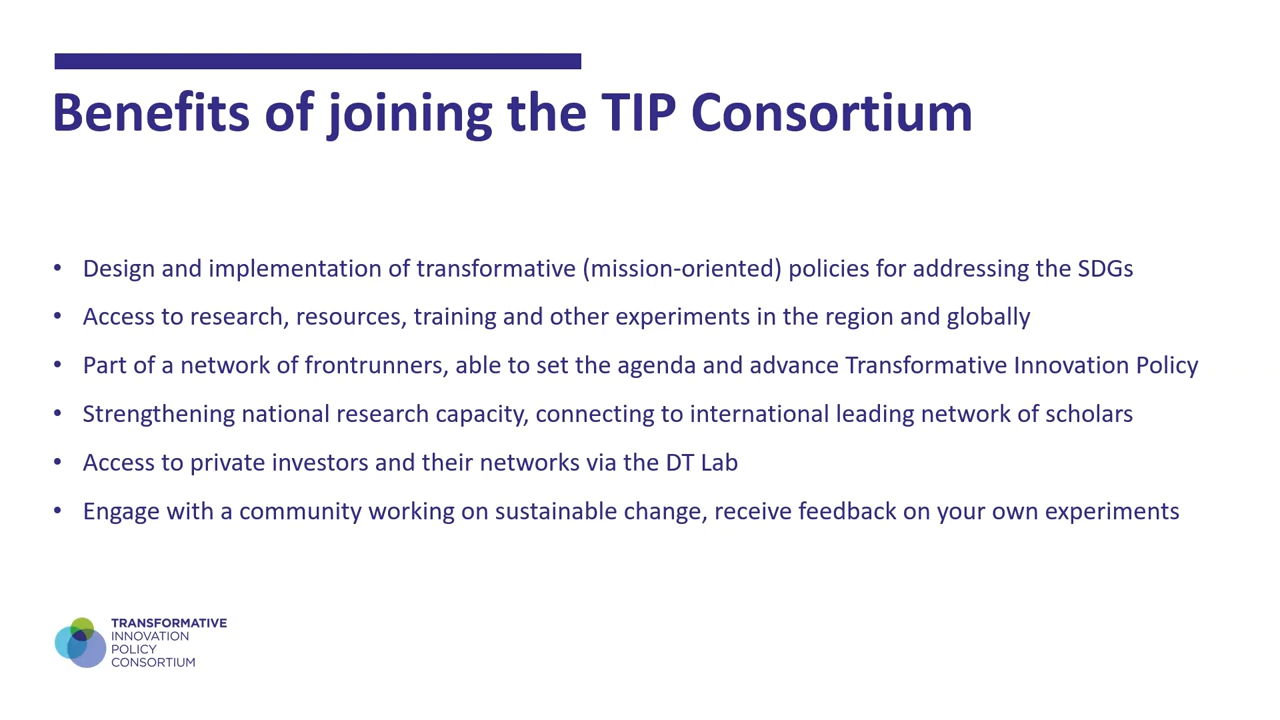 Benefits of joining the TIP Consortium
• Design and implementation of transformative (mission-oriented) policies for addressing the SDGs
• Access to research, resources, training and other experiments in the region and globally
• Part of a network of frontrunners, able to set the agenda and advance Transformative Innovation Policy
• Strengthening national research capacity, connecting to international leading network of scholars
• Access to private investors and their networks via the DT Lab
• Engage with a community working on sustainable change, receive feedback on your own experiments
TRANSFORMATIVE
INNOVATION
POLICY
CONSORTIUM